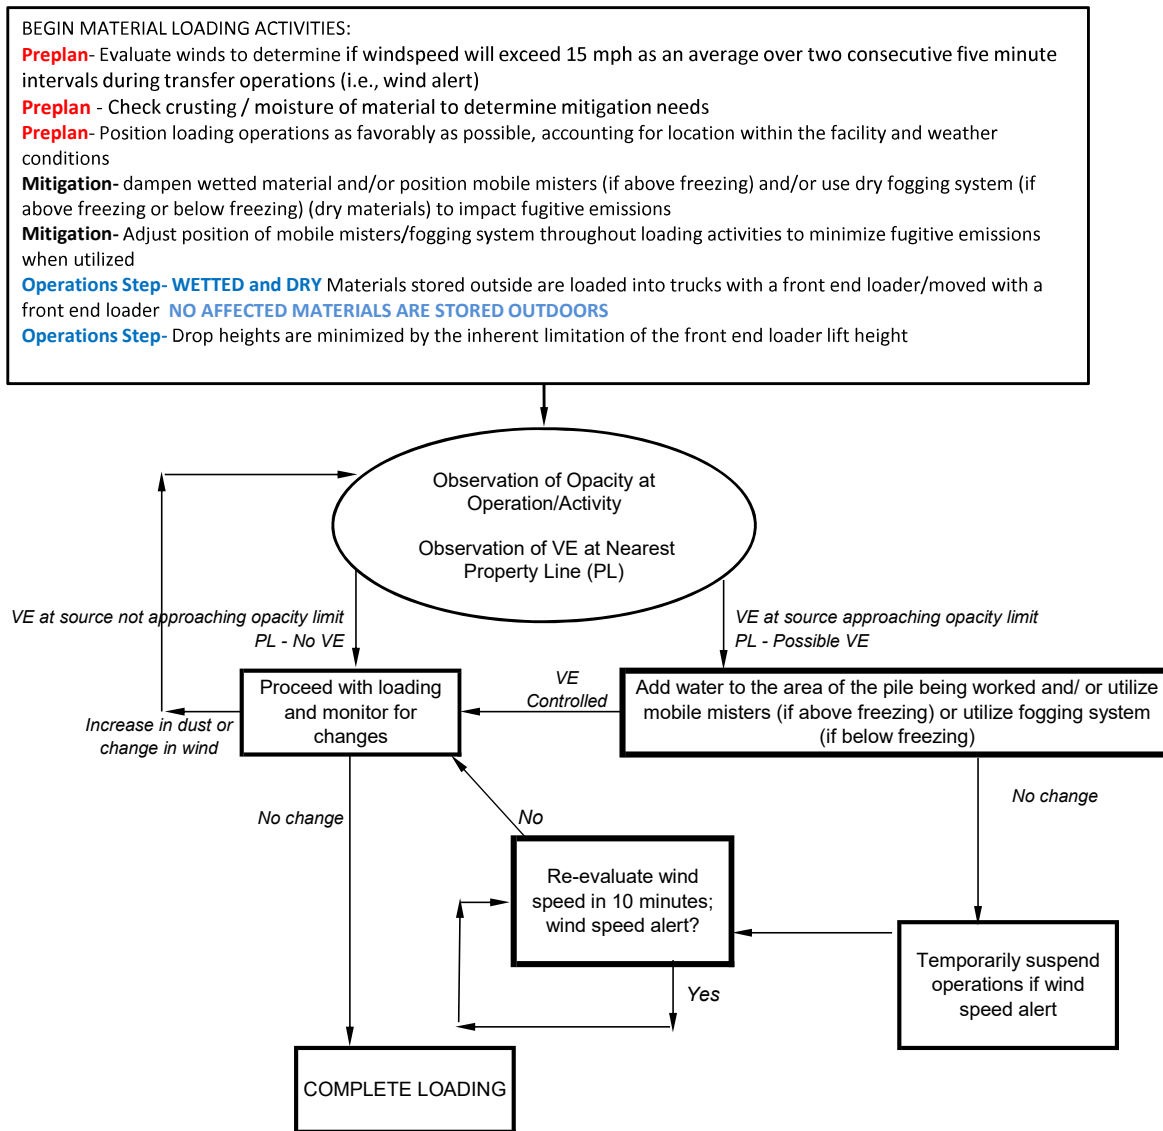 BEGIN MATERIAL LOADING ACTIVITIES:
Preplan- Evaluate winds to determine if windspeed will exceed 15 mph as an average over two consecutive five minute
intervals during transfer operations (i.e., wind alert)
Preplan - Check crusting / moisture of material to determine mitigation needs
Preplan- Position loading operations as favorably as possible, accounting for location within the facility and weather
conditions
Mitigation- dampen wetted material and/or position mobile misters (if above freezing) and/or use dry fogging system (if
above freezing or below freezing) (dry materials) to impact fugitive emissions
Mitigation- Adjust position of mobile misters/fogging system throughout loading activities to minimize fugitive emissions
when utilized
Operations Step- WETTED and DRY Materials stored outside are loaded into trucks with a front end loader/moved with a
front end loader NO AFFECTED MATERIALS ARE STORED OUTDOORS
Operations Step- Drop heights are minimized by the inherent limitation of the front end loader lift height
Observation of Opacity at
Operation/Activity
Observation of VE at Nearest
Property Line (PL)
VE at source not approaching opacity limit
PL - No VE
VE at source approaching opacity limit
PL - Possible VE
Proceed with loading
and monitor for
changes
VE
Controlled
Add water to the area of the pile being worked and/ or utilize
mobile misters (if above freezing) or utilize fogging system
(if below freezing)
Increase in dust or
change in wind
No change
No
No change
Re-evaluate wind
speed in 10 minutes;
wind speed alert?
Yes
Temporarily suspend
operations if wind
speed alert
COMPLETE LOADING